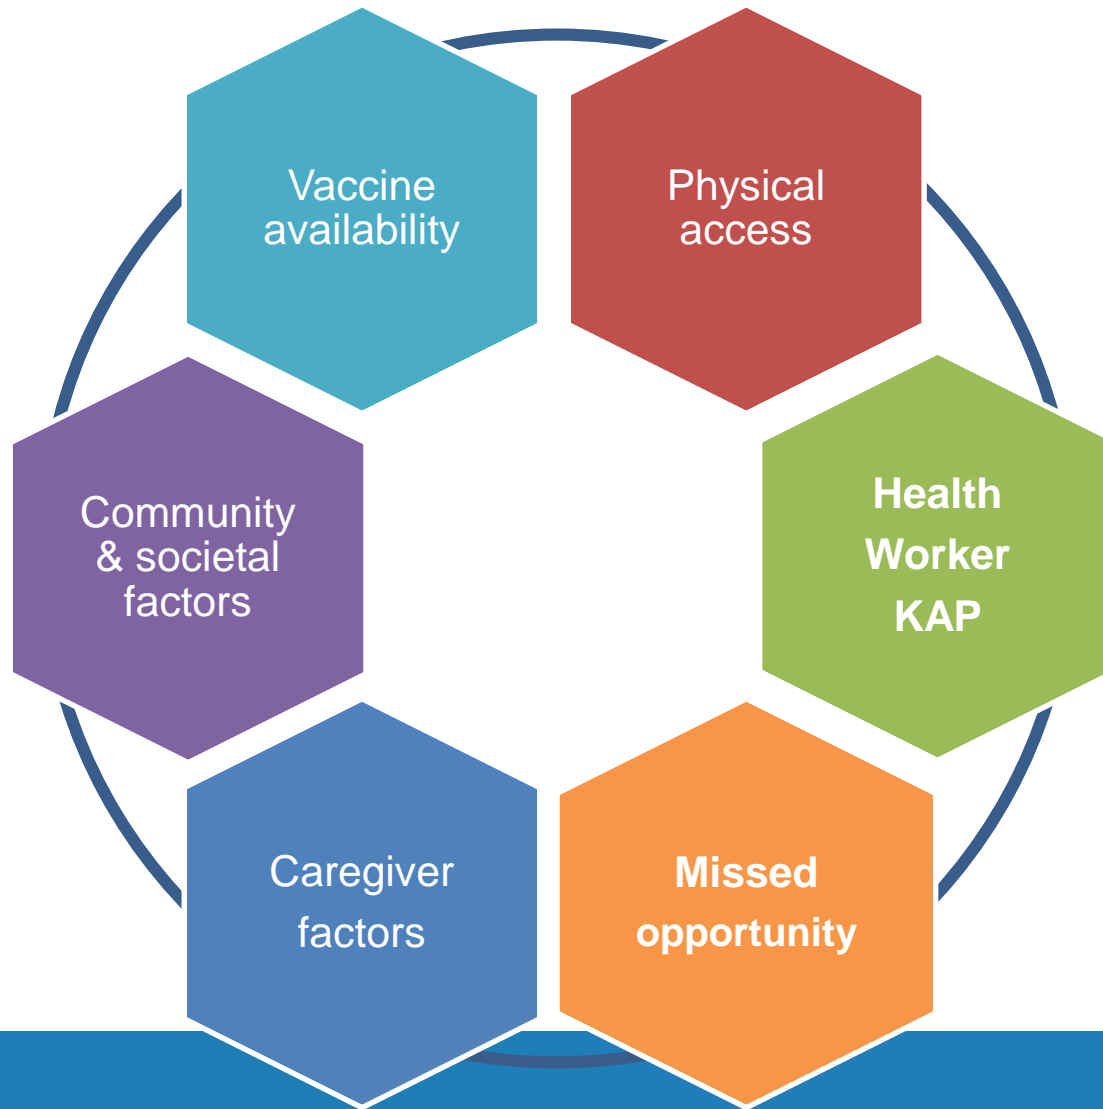 Vaccine
availability
Physical
access
Health
Worker
KAP
Missed
opportunity
Caregiver
factors
Community
& societal
factors